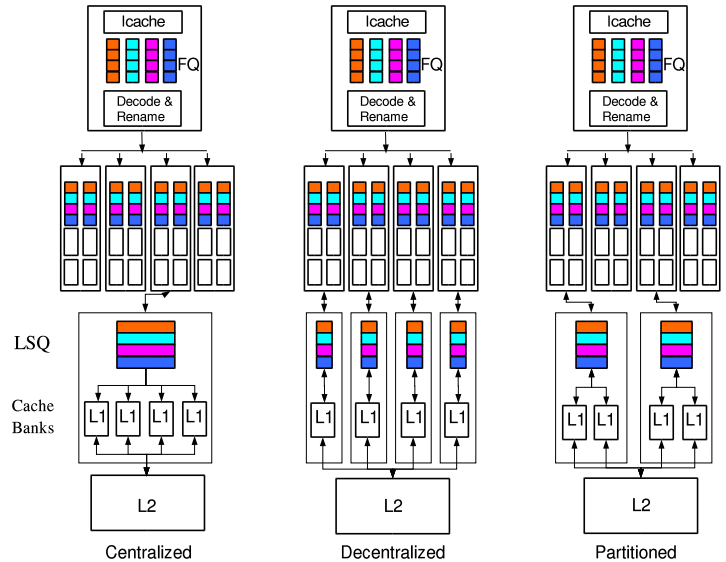 Icache
FQ
Decode &
Rename
Icache
FQ
Decode &
Rename
Icache
FQ
Decode &
Rename
LSQ
Cache
Banks
L1 L1 L1 L1
L1 L1 L1 L1
L1 L1 L1 L1
L2
L2
L2
Centralized
Decentralized
Partitioned